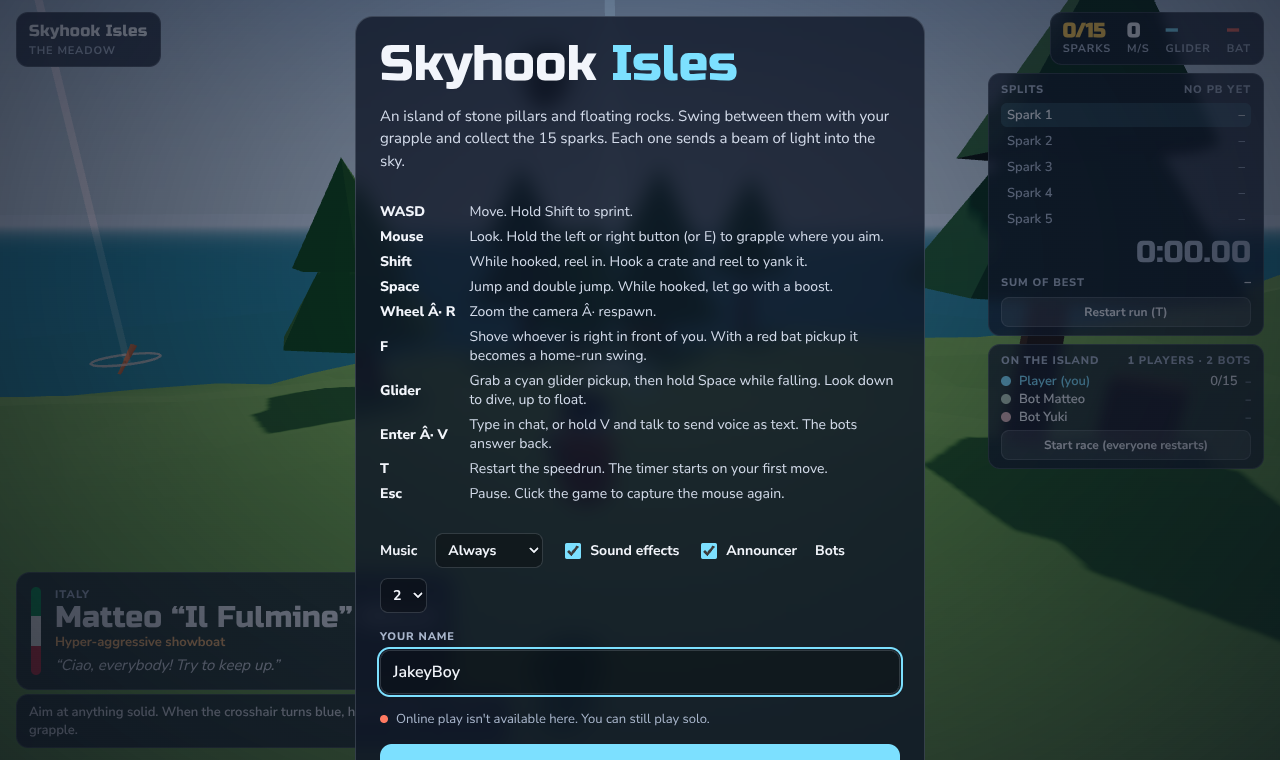 Skyhook Isles
THE MEADOW
0/15 0 – –
SPARKS M/S GLIDER BAT
SPLITS NO PB YET
Spark 1 –
Spark 2 –
Spark 3 –
Spark 4 –
Spark 5 –
0:00.00
SUM OF BEST –
Restart run (T)
ON THE ISLAND 1 PLAYERS · 2 BOTS
Player (you) 0/15 –
Bot Matteo –
Bot Yuki –
Start race (everyone restarts)
Skyhook Isles
An island of stone pillars and floating rocks. Swing between them with your
grapple and collect the 15 sparks. Each one sends a beam of light into the
sky.
WASD Move. Hold Shift to sprint.
Mouse Look. Hold the left or right button (or E) to grapple where you aim.
Shift While hooked, reel in. Hook a crate and reel to yank it.
Space Jump and double jump. While hooked, let go with a boost.
Wheel Â· R Zoom the camera Â· respawn.
F Shove whoever is right in front of you. With a red bat pickup it
becomes a home-run swing.
Glider Grab a cyan glider pickup, then hold Space while falling. Look down
to dive, up to float.
Enter Â· V Type in chat, or hold V and talk to send voice as text. The bots
answer back.
T Restart the speedrun. The timer starts on your first move.
Esc Pause. Click the game to capture the mouse again.
Music Always Sound effects Announcer Bots
2
YOUR NAME
JakeyBoy
Online play isn't available here. You can still play solo.
ITALY
Matteo “Il Fulmine”
Hyper-aggressive showboat
“Ciao, everybody! Try to keep up.”
Aim at anything solid. When the crosshair turns blue, h
grapple.